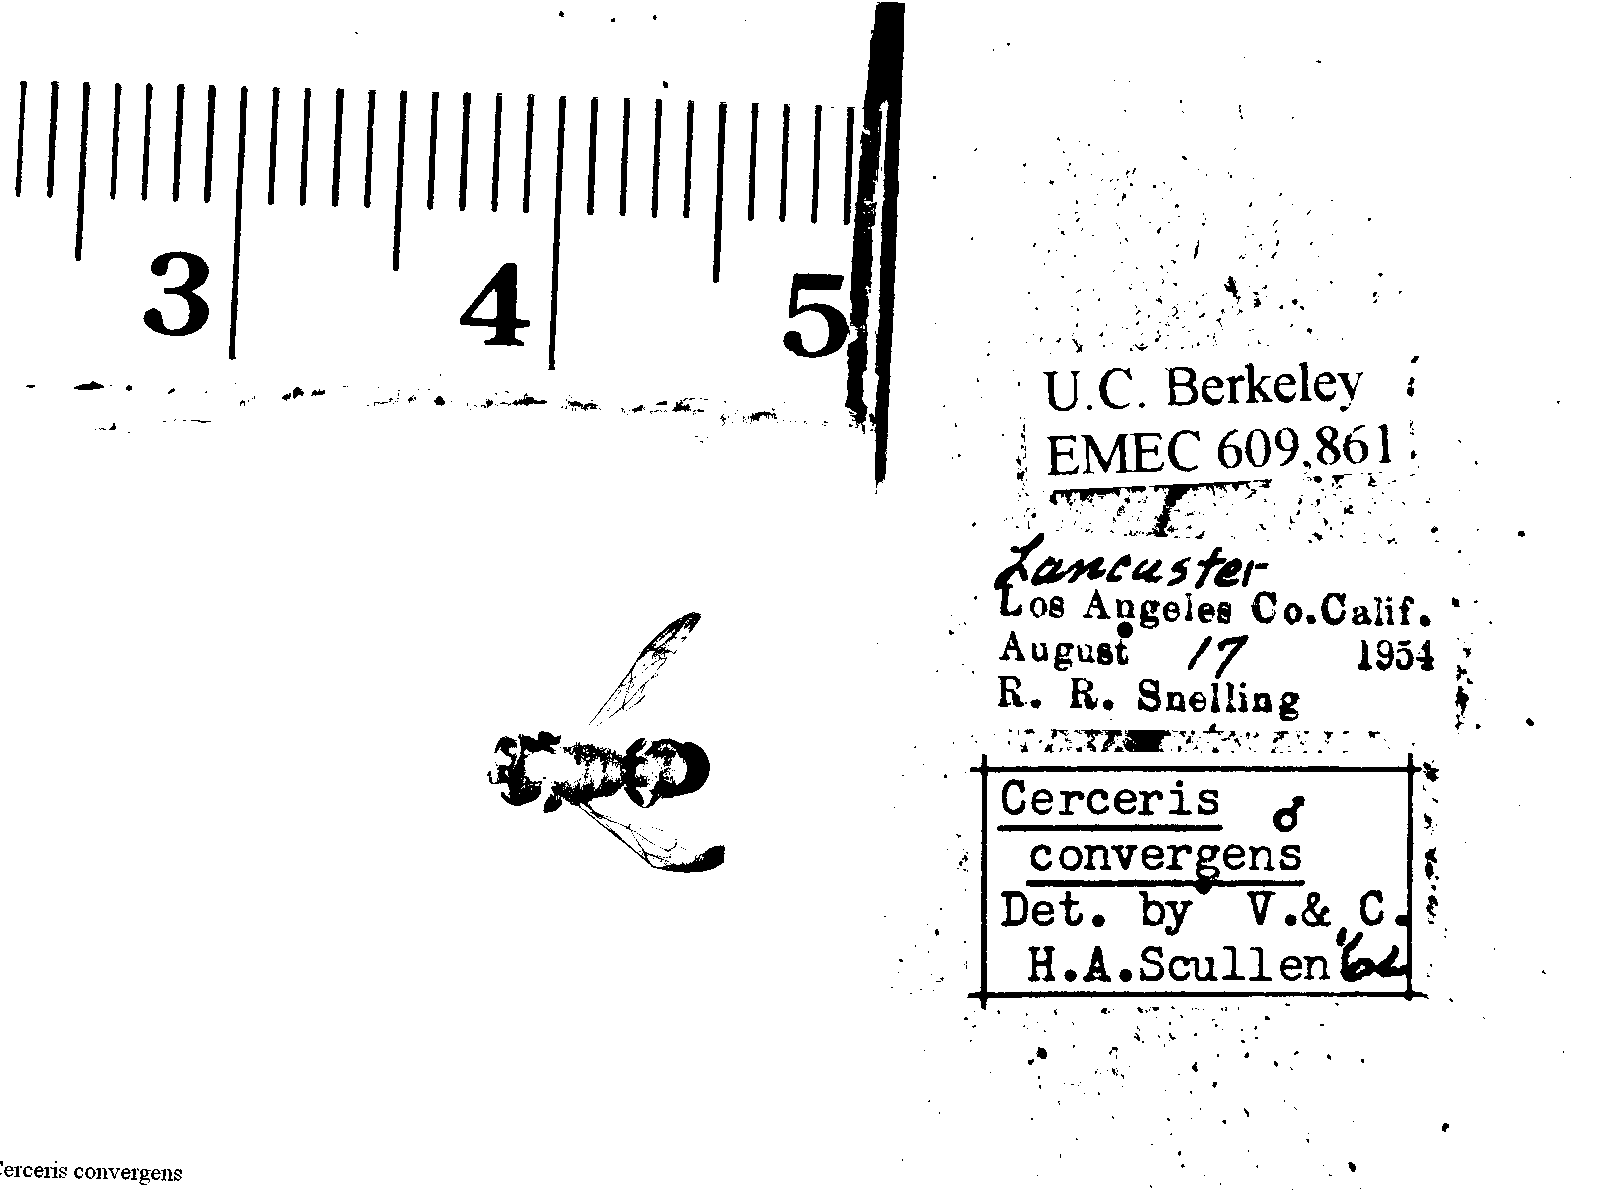 3 4 5
U.C. Berkeley
EMEC 609,861
Lancaster
Los Angeles Co.Calif.
August 17 1954
R. R. Snelling
Cerceris ♂
convergens
Det. by V.& C.
H.A.Scullen
Cerceris convergens